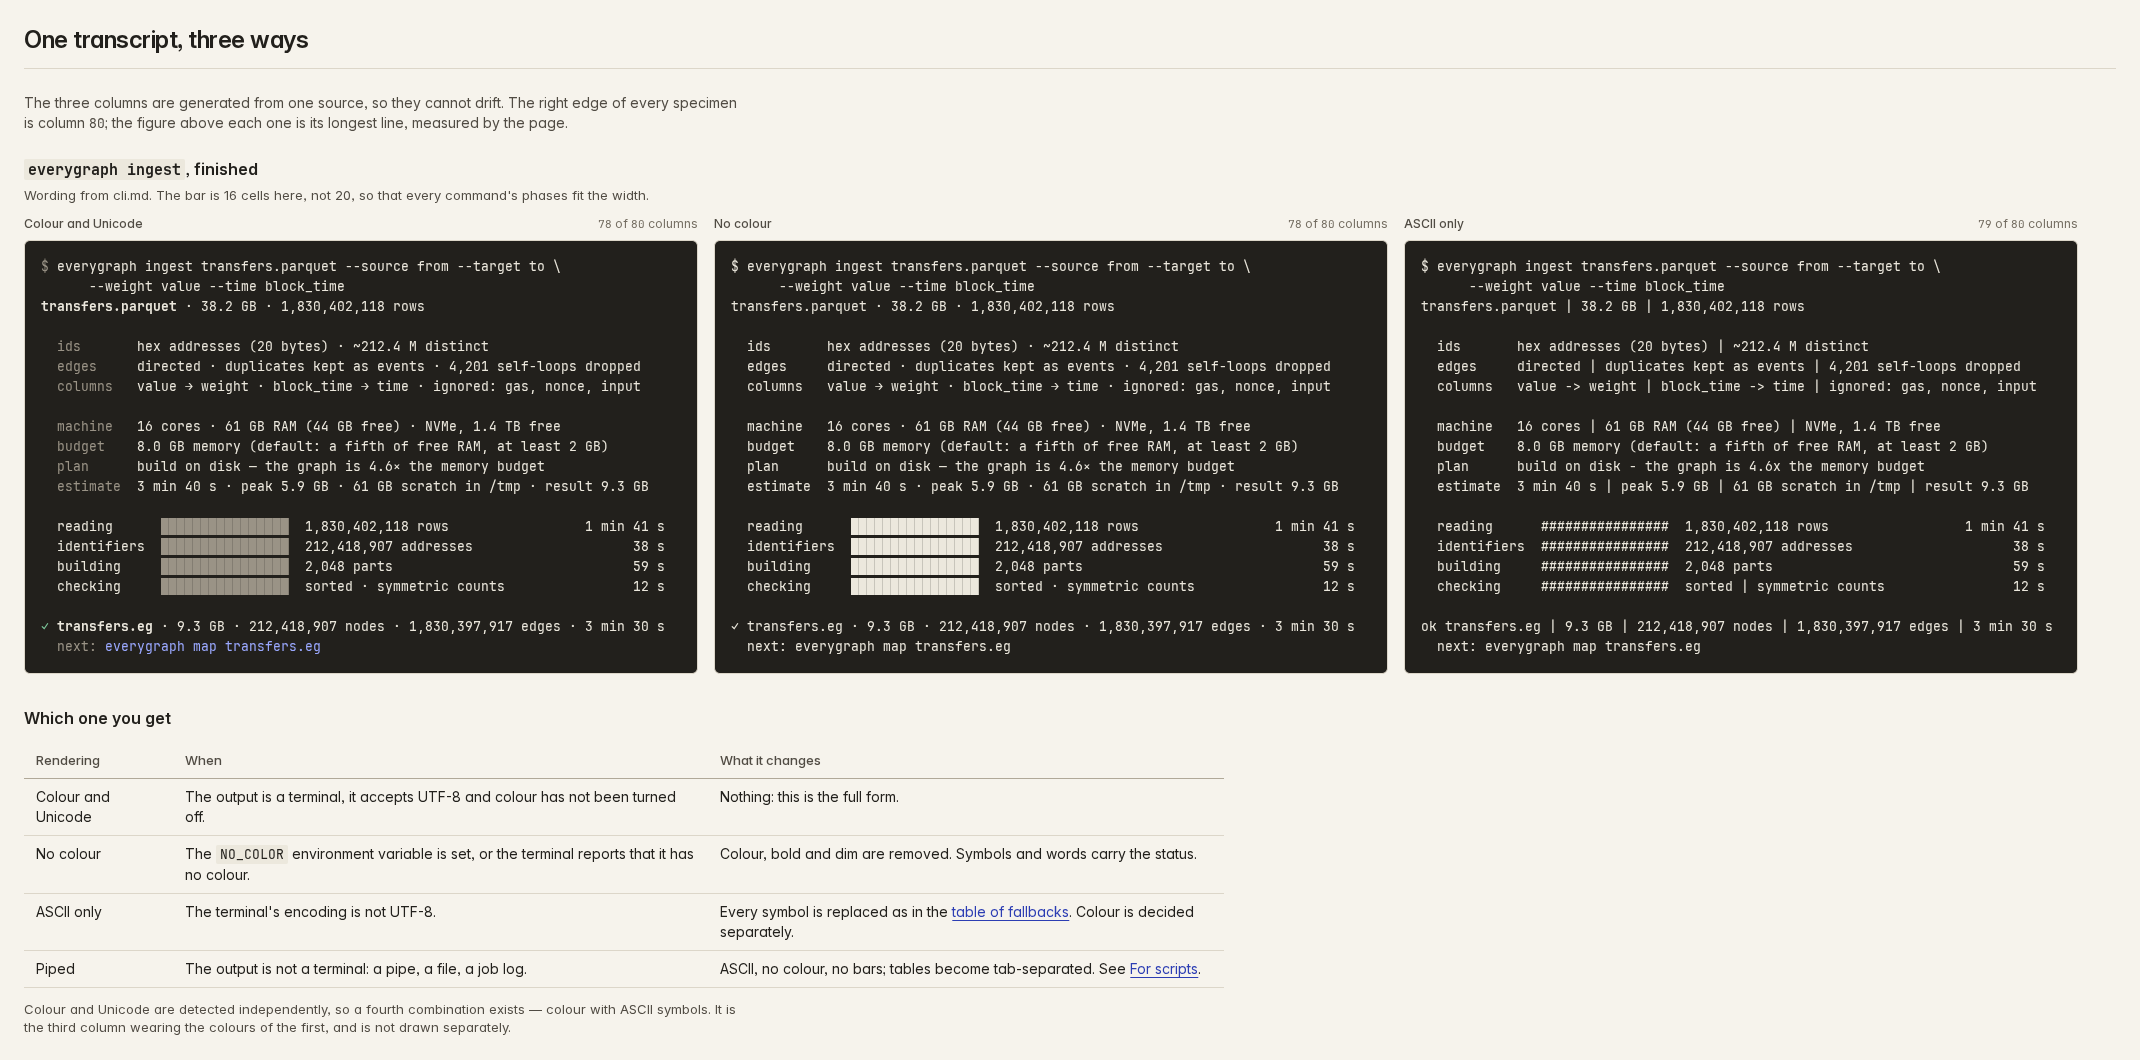 One transcript, three ways
The three columns are generated from one source, so they cannot drift. The right edge of every specimen
is column 80; the figure above each one is its longest line, measured by the page.
everygraph ingest, finished
Wording from cli.md. The bar is 16 cells here, not 20, so that every command's phases fit the width.
Colour and Unicode 78 of 80 columns
$ everygraph ingest transfers.parquet --source from --target to \
--weight value --time block_time
transfers.parquet · 38.2 GB · 1,830,402,118 rows
ids hex addresses (20 bytes) · ~212.4 M distinct
edges directed · duplicates kept as events · 4,201 self-loops dropped
columns value → weight · block_time → time · ignored: gas, nonce, input
machine 16 cores · 61 GB RAM (44 GB free) · NVMe, 1.4 TB free
budget 8.0 GB memory (default: a fifth of free RAM, at least 2 GB)
plan build on disk — the graph is 4.6× the memory budget
estimate 3 min 40 s · peak 5.9 GB · 61 GB scratch in /tmp · result 9.3 GB
reading ████████████████ 1,830,402,118 rows 1 min 41 s
identifiers ████████████████ 212,418,907 addresses 38 s
building ████████████████ 2,048 parts 59 s
checking ████████████████ sorted · symmetric counts 12 s
✓ transfers.eg · 9.3 GB · 212,418,907 nodes · 1,830,397,917 edges · 3 min 30 s
next: everygraph map transfers.eg
No colour 78 of 80 columns
$ everygraph ingest transfers.parquet --source from --target to \
--weight value --time block_time
transfers.parquet · 38.2 GB · 1,830,402,118 rows
ids hex addresses (20 bytes) · ~212.4 M distinct
edges directed · duplicates kept as events · 4,201 self-loops dropped
columns value → weight · block_time → time · ignored: gas, nonce, input
machine 16 cores · 61 GB RAM (44 GB free) · NVMe, 1.4 TB free
budget 8.0 GB memory (default: a fifth of free RAM, at least 2 GB)
plan build on disk — the graph is 4.6× the memory budget
estimate 3 min 40 s · peak 5.9 GB · 61 GB scratch in /tmp · result 9.3 GB
reading ████████████████ 1,830,402,118 rows 1 min 41 s
identifiers ████████████████ 212,418,907 addresses 38 s
building ████████████████ 2,048 parts 59 s
checking ████████████████ sorted · symmetric counts 12 s
✓ transfers.eg · 9.3 GB · 212,418,907 nodes · 1,830,397,917 edges · 3 min 30 s
next: everygraph map transfers.eg
ASCII only 79 of 80 columns
$ everygraph ingest transfers.parquet --source from --target to \
--weight value --time block_time
transfers.parquet | 38.2 GB | 1,830,402,118 rows
ids hex addresses (20 bytes) | ~212.4 M distinct
edges directed | duplicates kept as events | 4,201 self-loops dropped
columns value -> weight | block_time -> time | ignored: gas, nonce, input
machine 16 cores | 61 GB RAM (44 GB free) | NVMe, 1.4 TB free
budget 8.0 GB memory (default: a fifth of free RAM, at least 2 GB)
plan build on disk - the graph is 4.6x the memory budget
estimate 3 min 40 s | peak 5.9 GB | 61 GB scratch in /tmp | result 9.3 GB
reading ################ 1,830,402,118 rows 1 min 41 s
identifiers ################ 212,418,907 addresses 38 s
building ################ 2,048 parts 59 s
checking ################ sorted | symmetric counts 12 s
ok transfers.eg | 9.3 GB | 212,418,907 nodes | 1,830,397,917 edges | 3 min 30 s
next: everygraph map transfers.eg
Which one you get
Rendering When What it changes
Colour and
Unicode
The output is a terminal, it accepts UTF-8 and colour has not been turned
off.
Nothing: this is the full form.
No colour
The NO_COLOR environment variable is set, or the terminal reports that it has
no colour.
Colour, bold and dim are removed. Symbols and words carry the status.
ASCII only
The terminal's encoding is not UTF-8.
Every symbol is replaced as in the table of fallbacks. Colour is decided
separately.
Piped
The output is not a terminal: a pipe, a file, a job log.
ASCII, no colour, no bars; tables become tab-separated. See For scripts.
Colour and Unicode are detected independently, so a fourth combination exists — colour with ASCII symbols. It is
the third column wearing the colours of the first, and is not drawn separately.